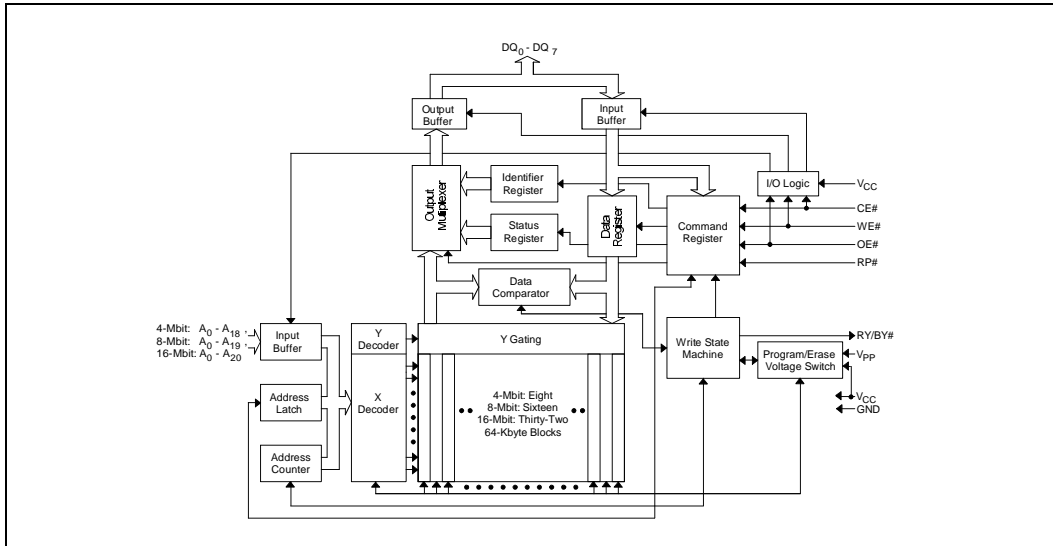 DQ0 - DQ 7
Output
Buffer
Input
Buffer
Output
Multiplexer
Identifier
Register
Status
Register
Data
Register
Command
Register
I/O Logic
VCC
CE#
WE#
OE#
RP#
Data
Comparator
4-Mbit: A0 - A18 ,
8-Mbit: A0 - A19 ,
16-Mbit: A0 - A20
Input
Buffer
Y
Decoder
Y Gating
Write State
Machine
RY/BY#
Program/Erase
Voltage Switch
VPP
VCC
GND
Address
Latch
X
Decoder
4-Mbit: Eight
8-Mbit: Sixteen
16-Mbit: Thirty-Two
64-Kbyte Blocks
Address
Counter